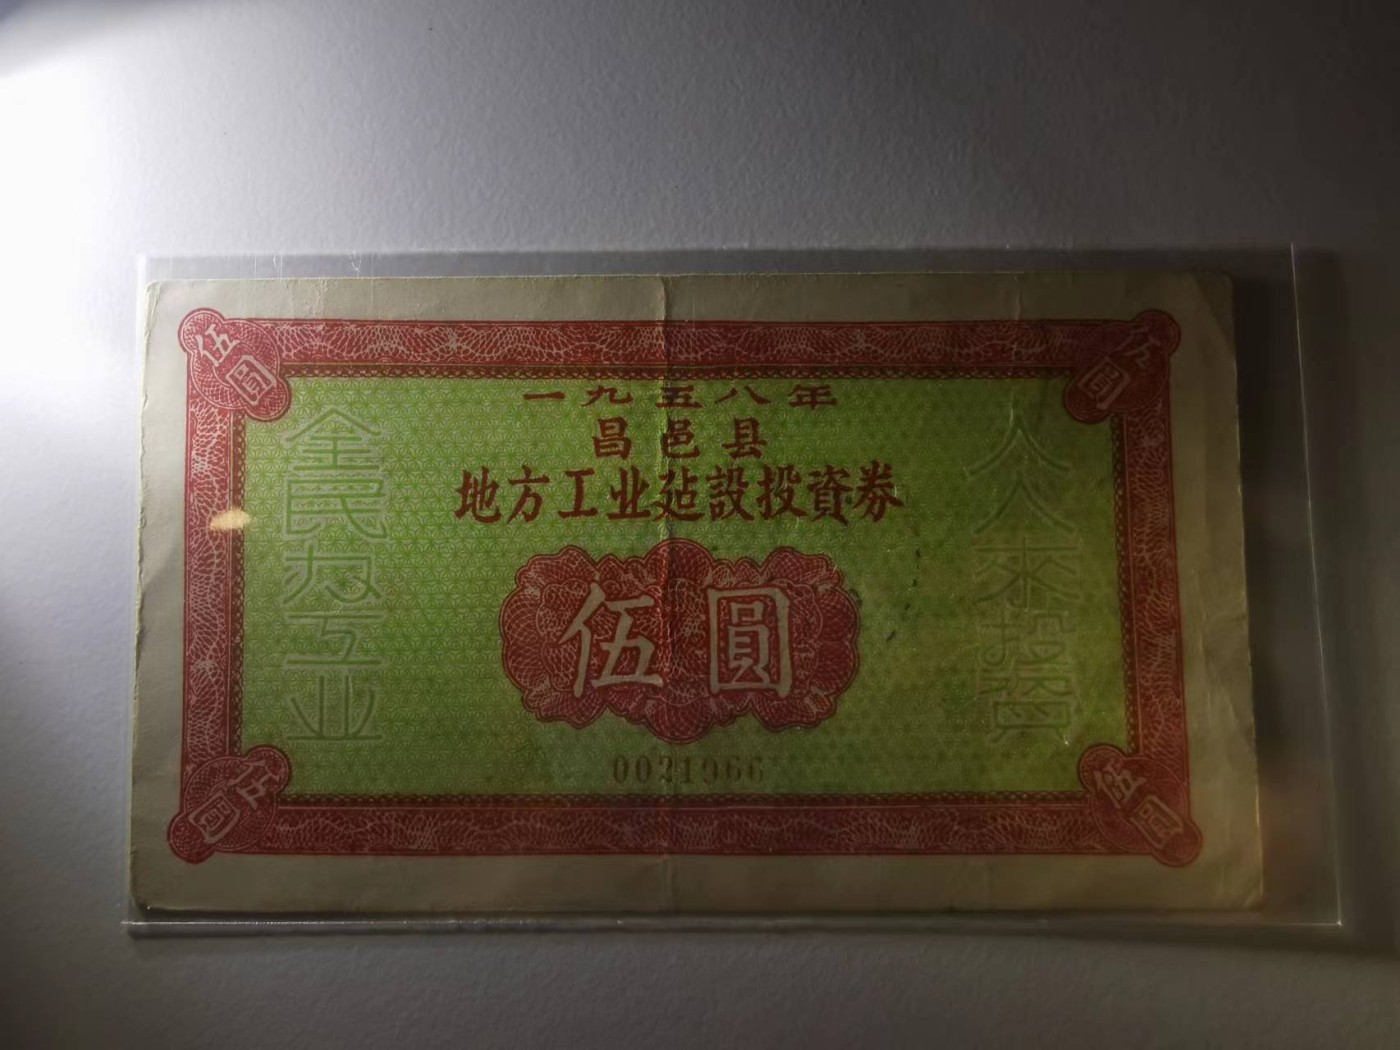 伍圓
伍圓
一九五八年
昌邑县
地方工业建設投資券
全民办工业
人人来投資
伍圓
0021966
伍圓
伍圓